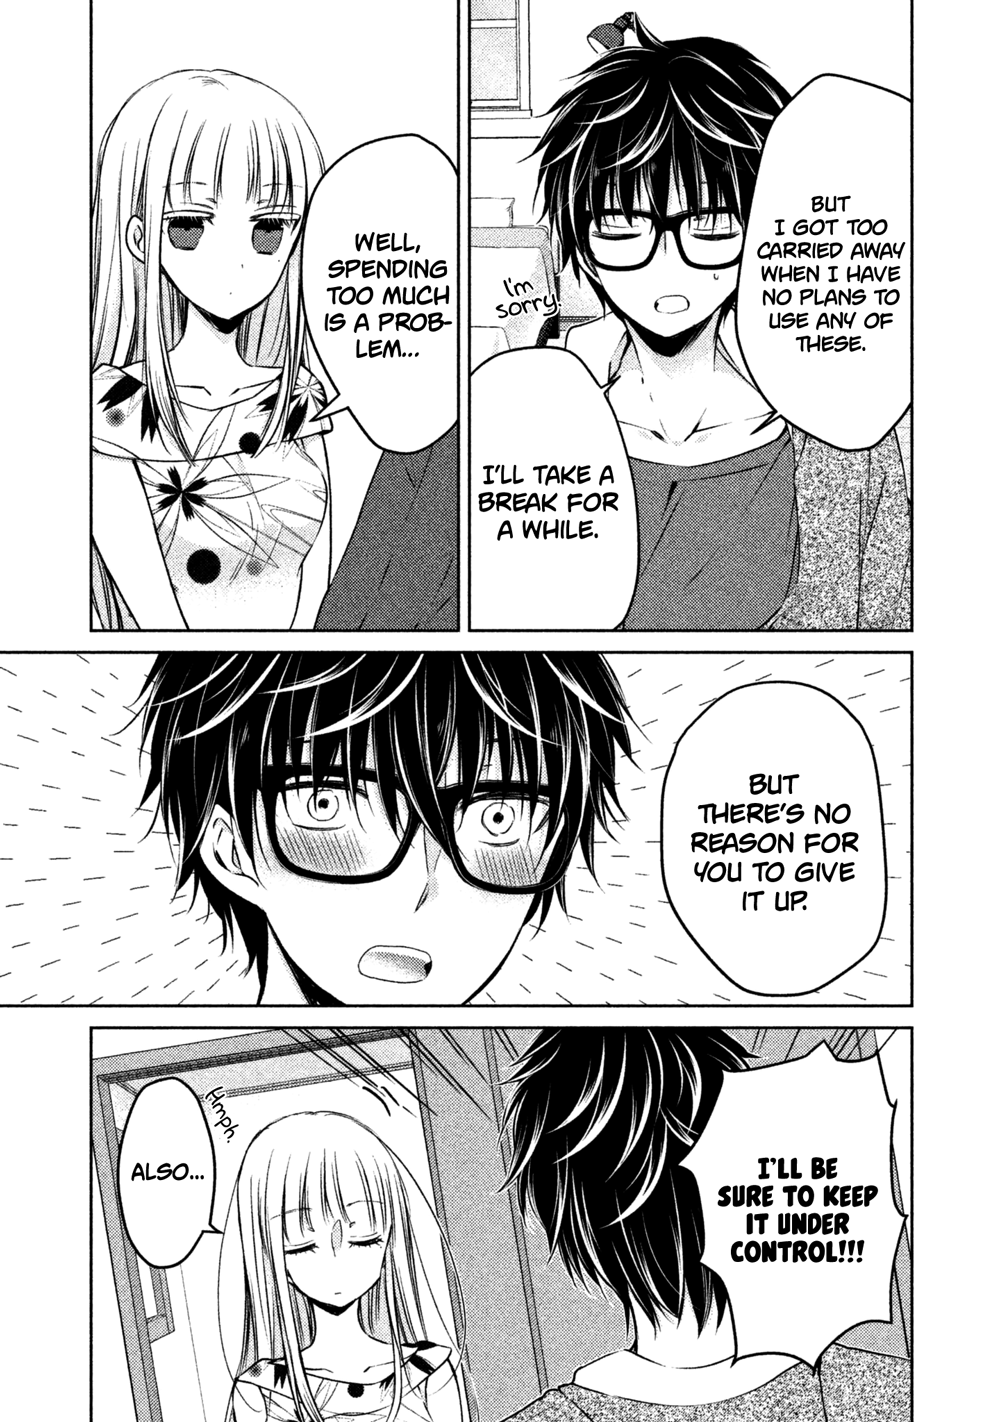 BUT
I GOT TOO
CARRIED AWAY
WHEN I HAVE
NO PLANS TO
USE ANY OF
THESE.
I'm
sorry.
I'LL TAKE A
BREAK FOR
A WHILE.
WELL,
SPENDING
TOO MUCH
IS A PROB-
LEM...
BUT
THERE'S NO
REASON FOR
YOU TO GIVE
IT UP.
I'LL BE
SURE TO KEEP
IT UNDER
CONTROL!!!
Hmph.
ALSO...